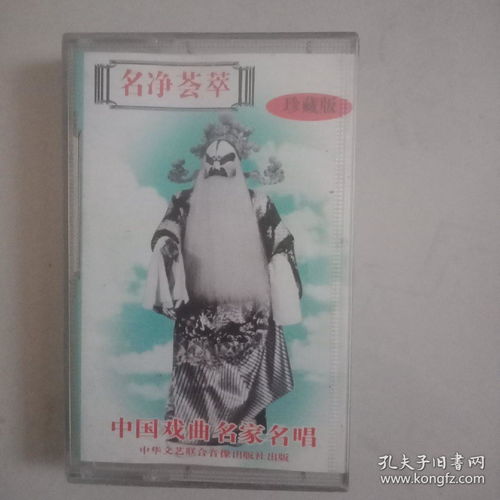 名净荟萃
珍藏版
中国戏曲名家名唱
中华文艺联合音像出版社出版
孔夫子旧书网
www.kongfz.com